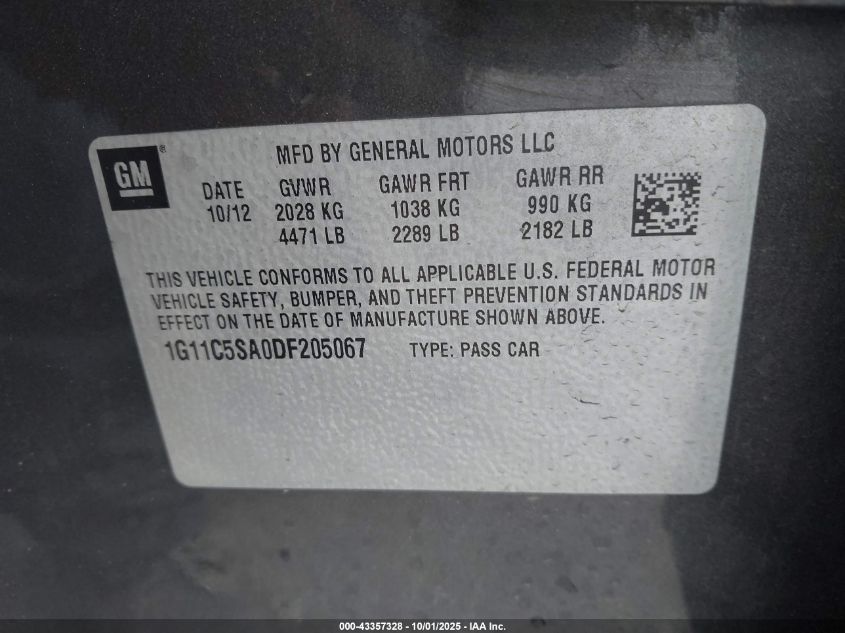 GM ®
MFD BY GENERAL MOTORS LLC
DATE GVWR GAWR FRT GAWR RR
10/12 2028 KG 1038 KG 990 KG
4471 LB 2289 LB 2182 LB
THIS VEHICLE CONFORMS TO ALL APPLICABLE U.S. FEDERAL MOTOR
VEHICLE SAFETY, BUMPER, AND THEFT PREVENTION STANDARDS IN
EFFECT ON THE DATE OF MANUFACTURE SHOWN ABOVE.
1G11C5SA0DF205067 TYPE: PASS CAR
000-43357328 - 10/01/2025 - IAA Inc.